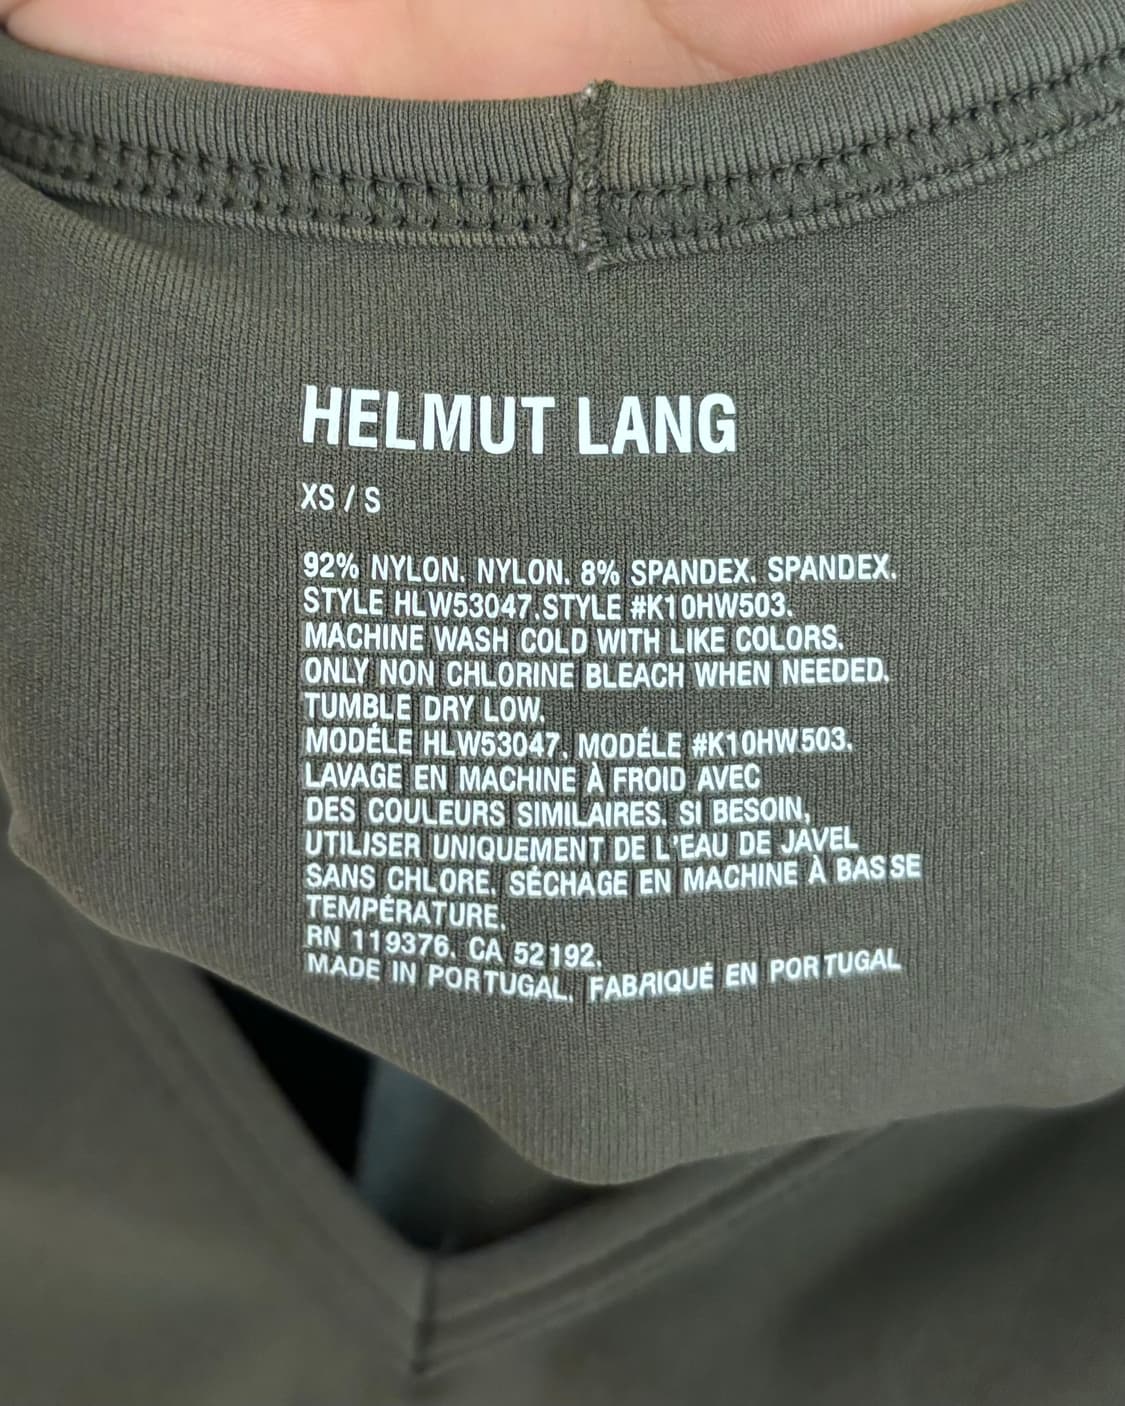 HELMUT LANG
XS / S
92% NYLON. NYLON. 8% SPANDEX. SPANDEX.
STYLE HLW53047.STYLE #K10HW503.
MACHINE WASH COLD WITH LIKE COLORS.
ONLY NON CHLORINE BLEACH WHEN NEEDED.
TUMBLE DRY LOW.
MODÉLE HLW53047. MODÉLE #K10HW503.
LAVAGE EN MACHINE À FROID AVEC
DES COULEURS SIMILAIRES. SI BESOIN,
UTILISER UNIQUEMENT DE L'EAU DE JAVEL
SANS CHLORE. SÉCHAGE EN MACHINE À BASSE
TEMPÉRATURE.
RN 119376. CA 52192.
MADE IN PORTUGAL. FABRIQUÉ EN PORTUGAL